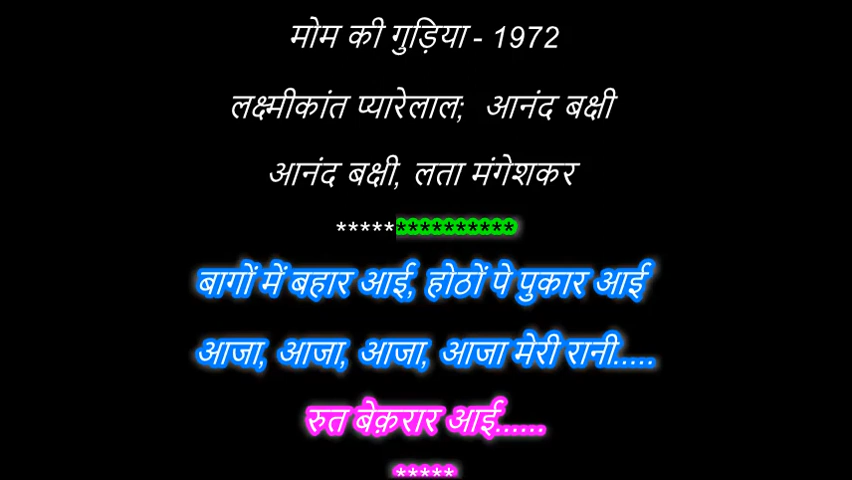 मोम की गुड़िया - 1972
लक्ष्मीकांत प्यारेलाल;  आनंद बक्षी
आनंद बक्षी, लता मंगेशकर
***************
बागों में बहार आई, होठों पे पुकार आई
आजा, आजा, आजा, आजा मेरी रानी.....
रुत बेक़रार आई......
*****